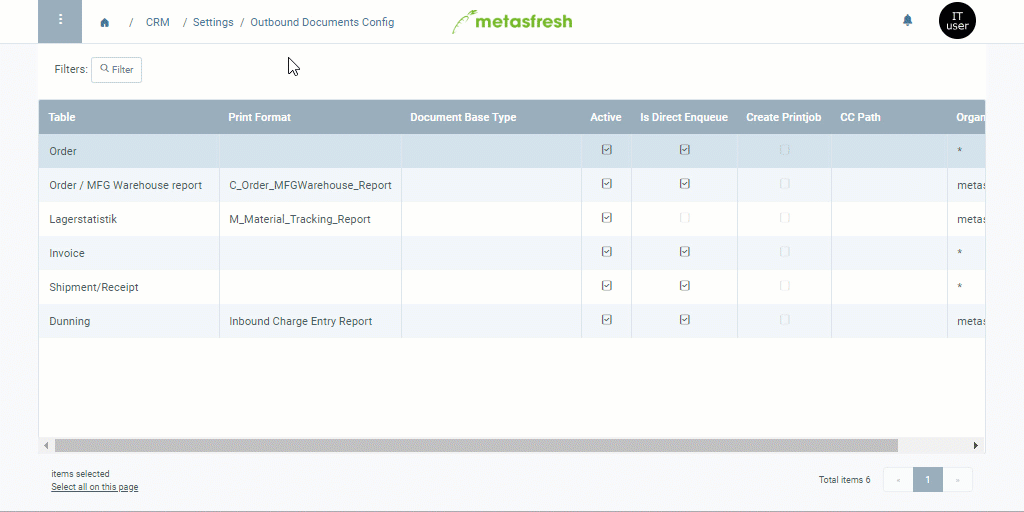 / CRM / Settings / Outbound Documents Config
metasfresh
IT
user
Filters: Filter
Table Print Format Document Base Type Active Is Direct Enqueue Create Printjob CC Path Organ
Order *
Order / MFG Warehouse report C_Order_MFGWarehouse_Report metas
Lagerstatistik M_Material_Tracking_Report metas
Invoice *
Shipment/Receipt *
Dunning Inbound Charge Entry Report metas
items selected
Select all on this page
Total items 6 « 1 »